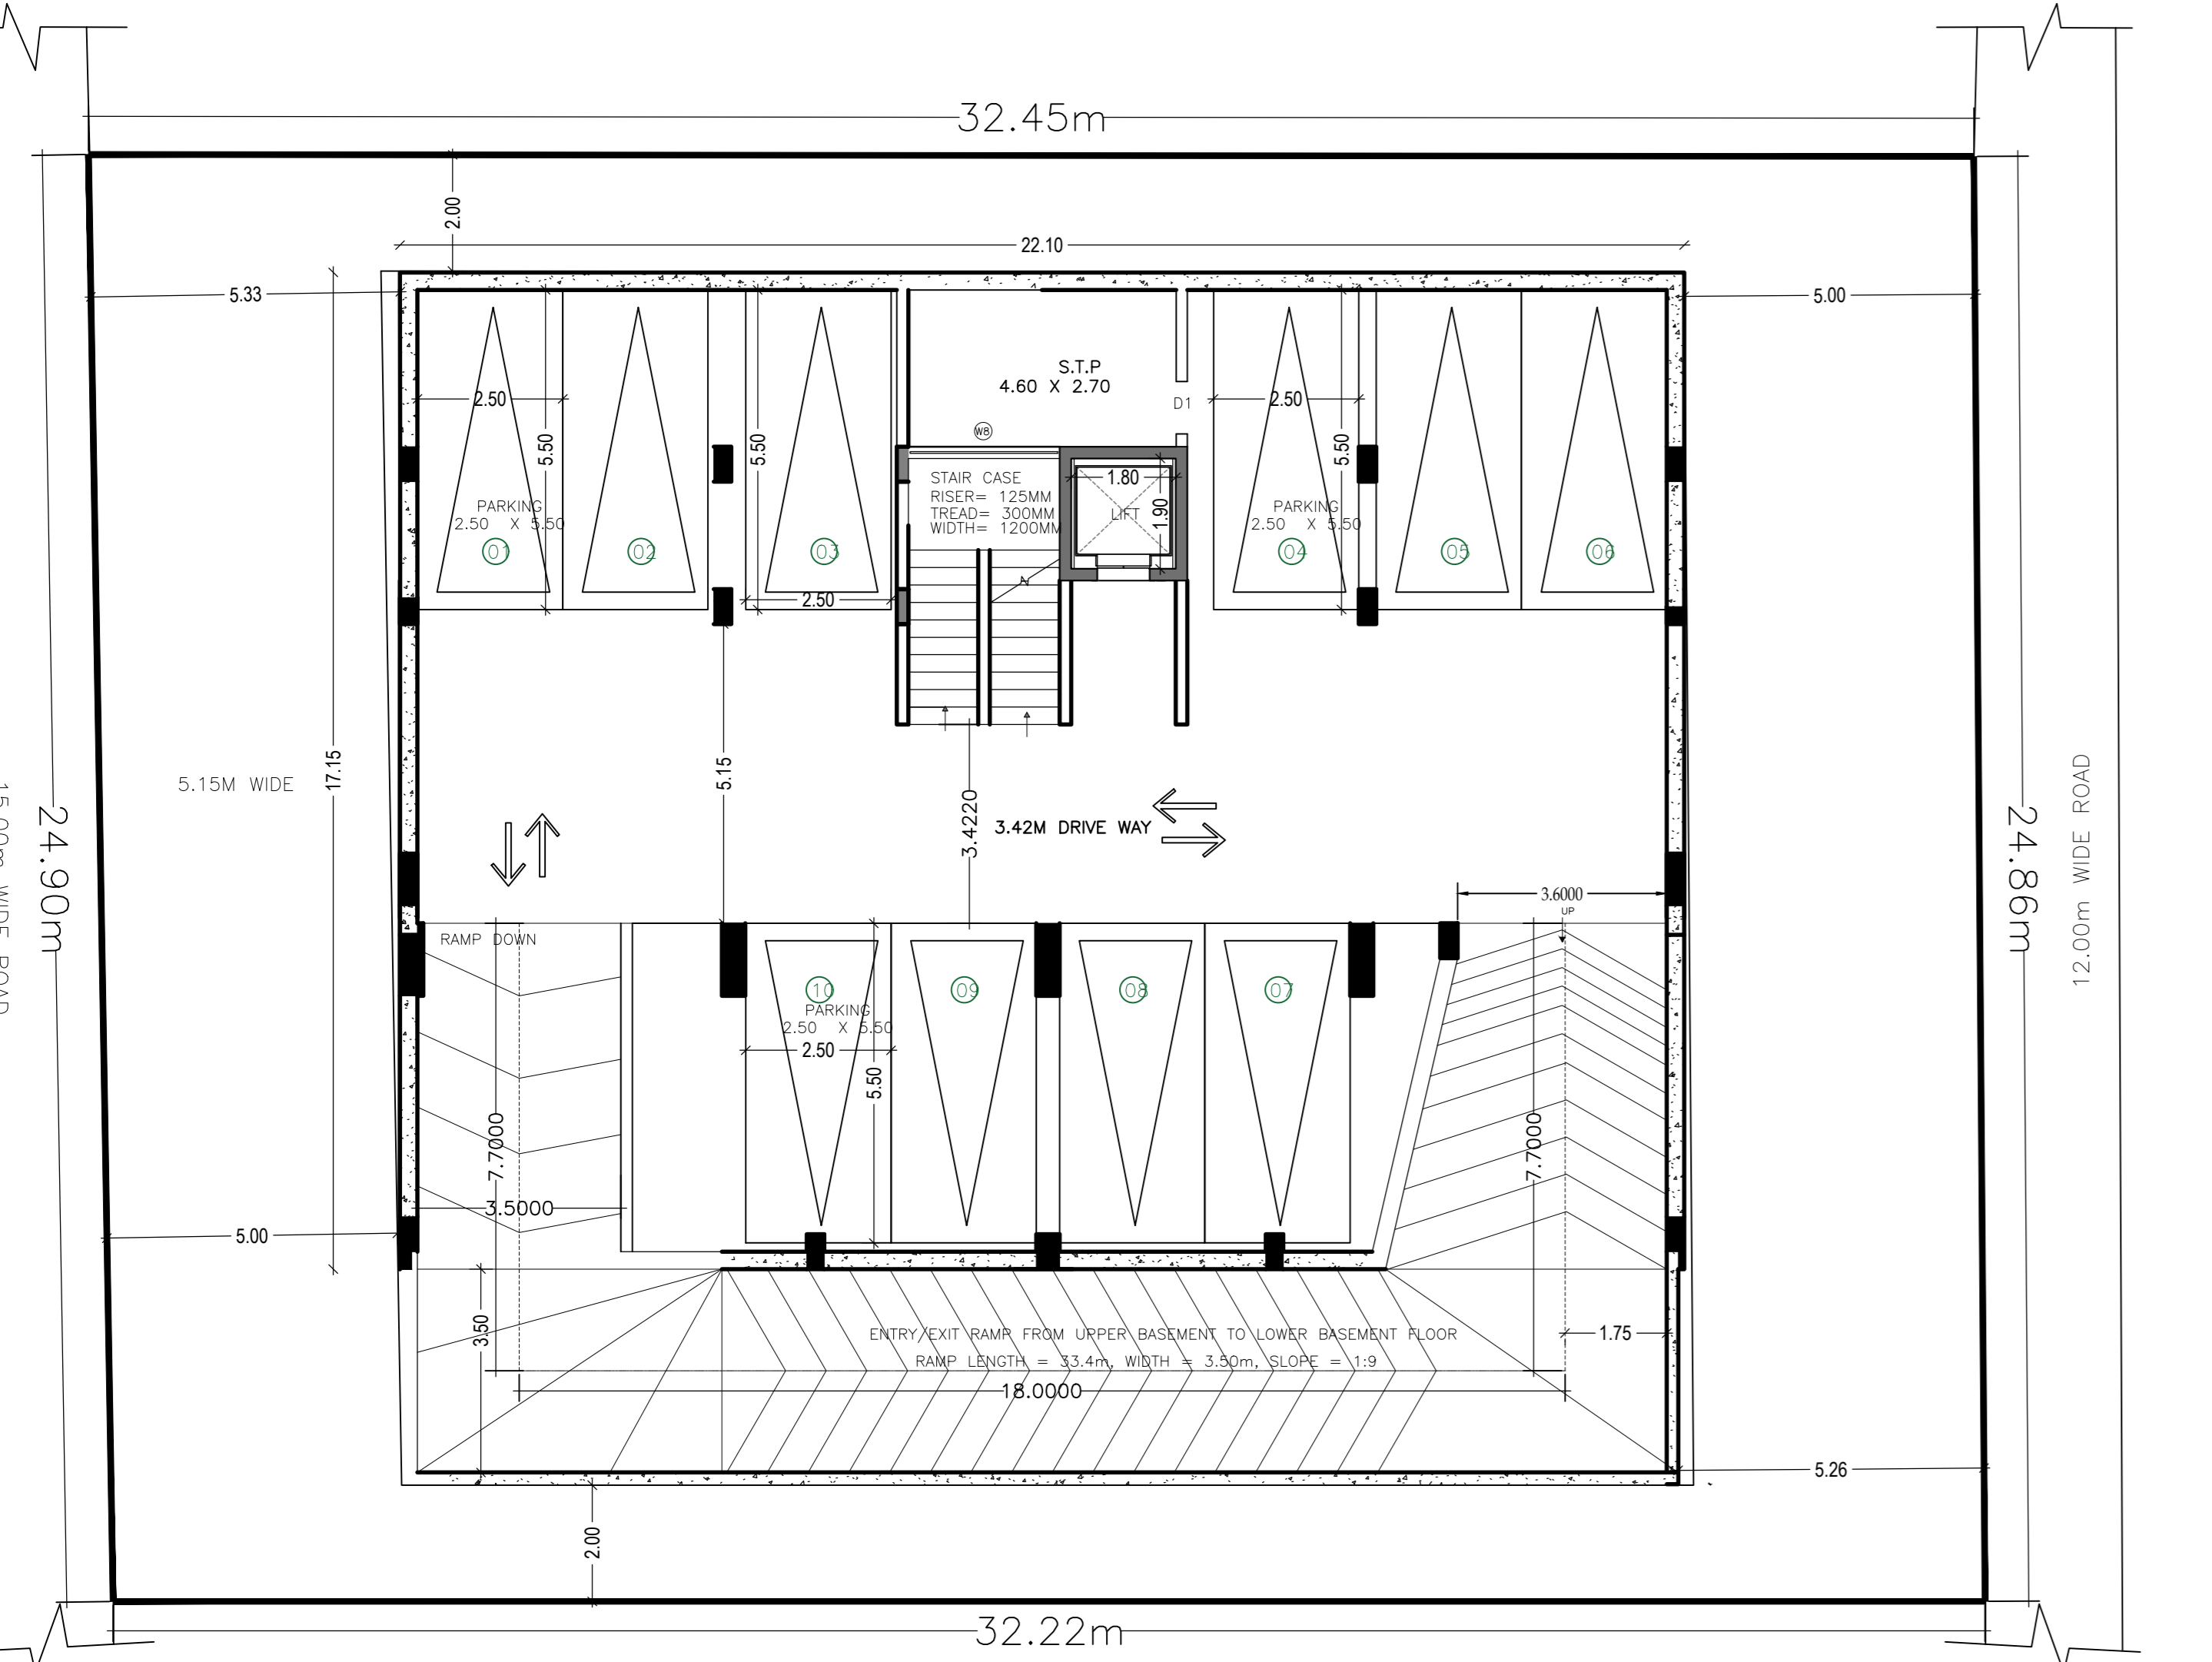 32.45m
2.00
22.10
5.33
5.00
S.T.P
4.60 X 2.70
D1
2.50
2.50
W8
5.50
5.50
5.50
STAIR CASE
RISER= 125MM
TREAD= 300MM
WIDTH= 1200MM
1.80
1.90
LIFT
PARKING
2.50 X 5.50
PARKING
2.50 X 5.50
01
02
03
04
05
06
2.50
17.15
5.15
5.15M WIDE
3.4220
3.42M DRIVE WAY
24.90m
15.00m WIDE ROAD
24.86m
12.00m WIDE ROAD
3.6000
UP
RAMP DOWN
10
09
08
07
PARKING
2.50 X 5.50
2.50
5.50
7.7000
7.7000
3.5000
5.00
3.50
ENTRY/EXIT RAMP FROM UPPER BASEMENT TO LOWER BASEMENT FLOOR
1.75
RAMP LENGTH = 33.4m, WIDTH = 3.50m, SLOPE = 1:9
18.0000
5.26
2.00
32.22m